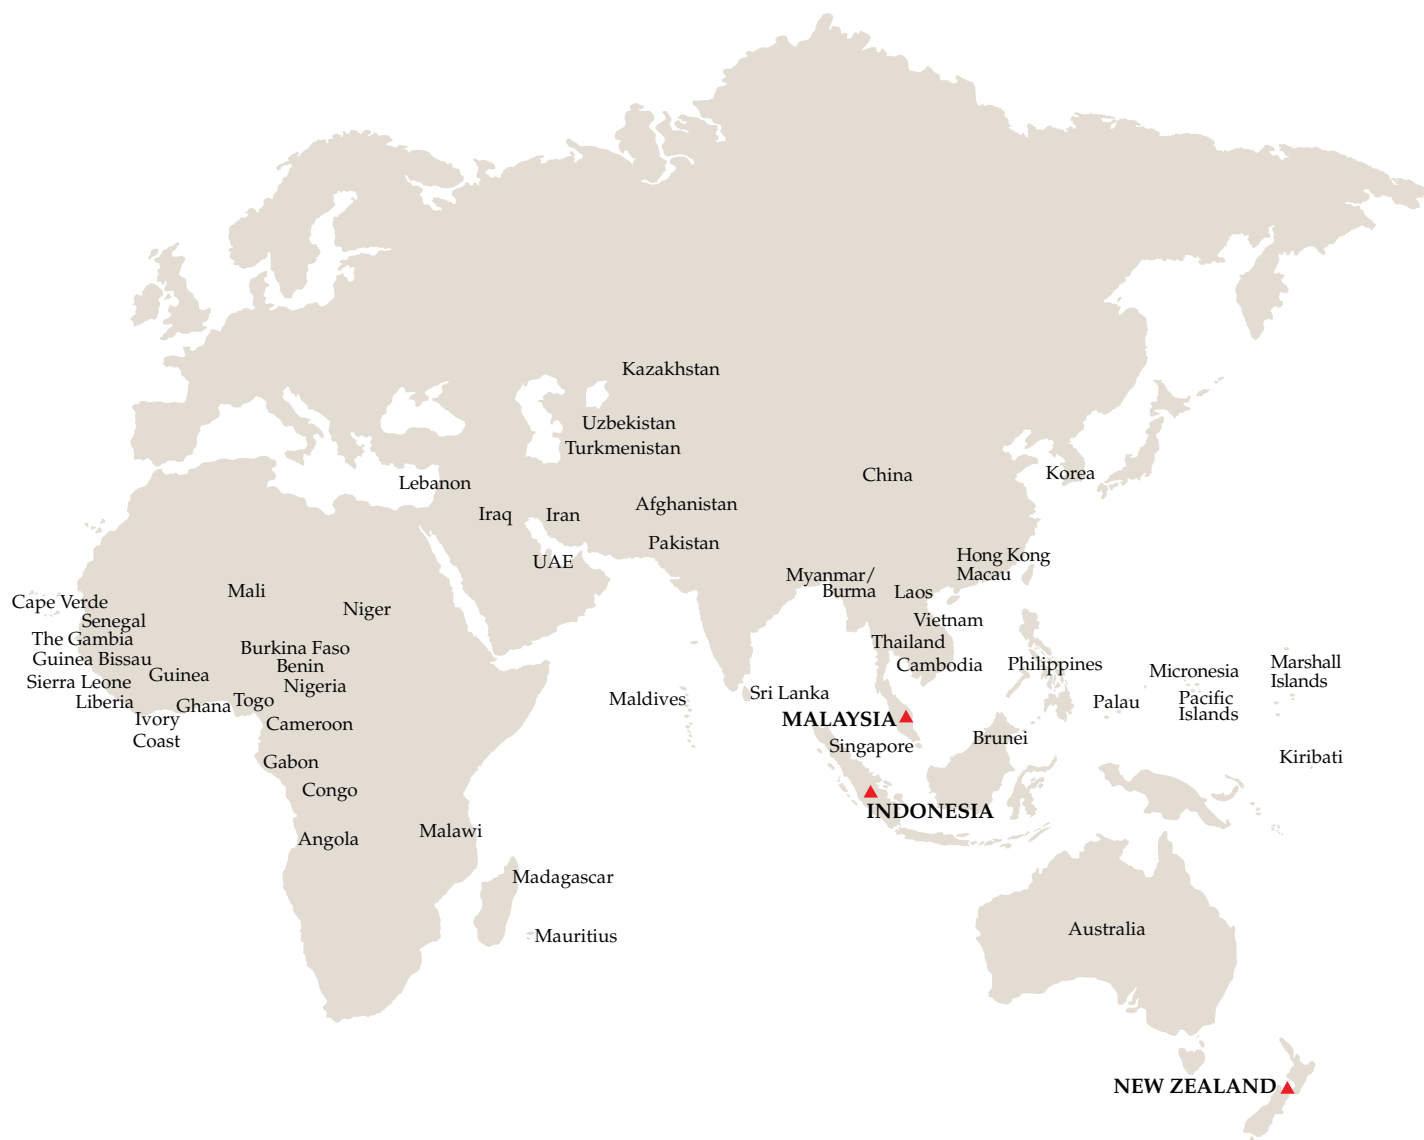 Kazakhstan
Uzbekistan
Turkmenistan
China
Korea
Lebanon
Afghanistan
Iraq
Iran
Pakistan
UAE
Hong Kong
Macau
Myanmar/
Burma
Laos
Mali
Niger
Cape Verde
Senegal
Vietnam
The Gambia
Thailand
Burkina Faso
Guinea Bissau
Benin
Cambodia
Philippines
Marshall
Islands
Micronesia
Guinea
Sierra Leone
Nigeria
Liberia
Ghana
Togo
Maldives
Sri Lanka
Palau
Pacific
Islands
Ivory
Coast
Cameroon
MALAYSIA
Singapore
Brunei
Kiribati
Gabon
Congo
INDONESIA
Angola
Malawi
Madagascar
Mauritius
Australia
NEW ZEALAND